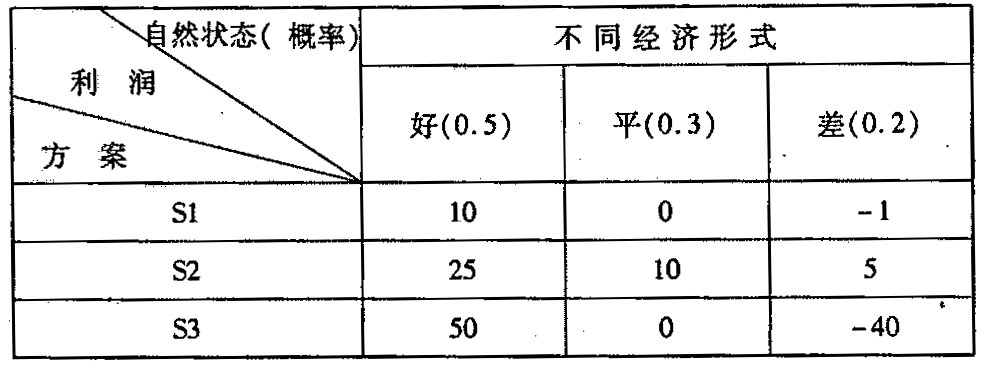 自然状态( 概率)
不同经济形式
利 润
方 案
好(0.5)
平(0.3)
差(0.2)
S1
10
0
-1
S2
25
10
5
S3
50
0
-40